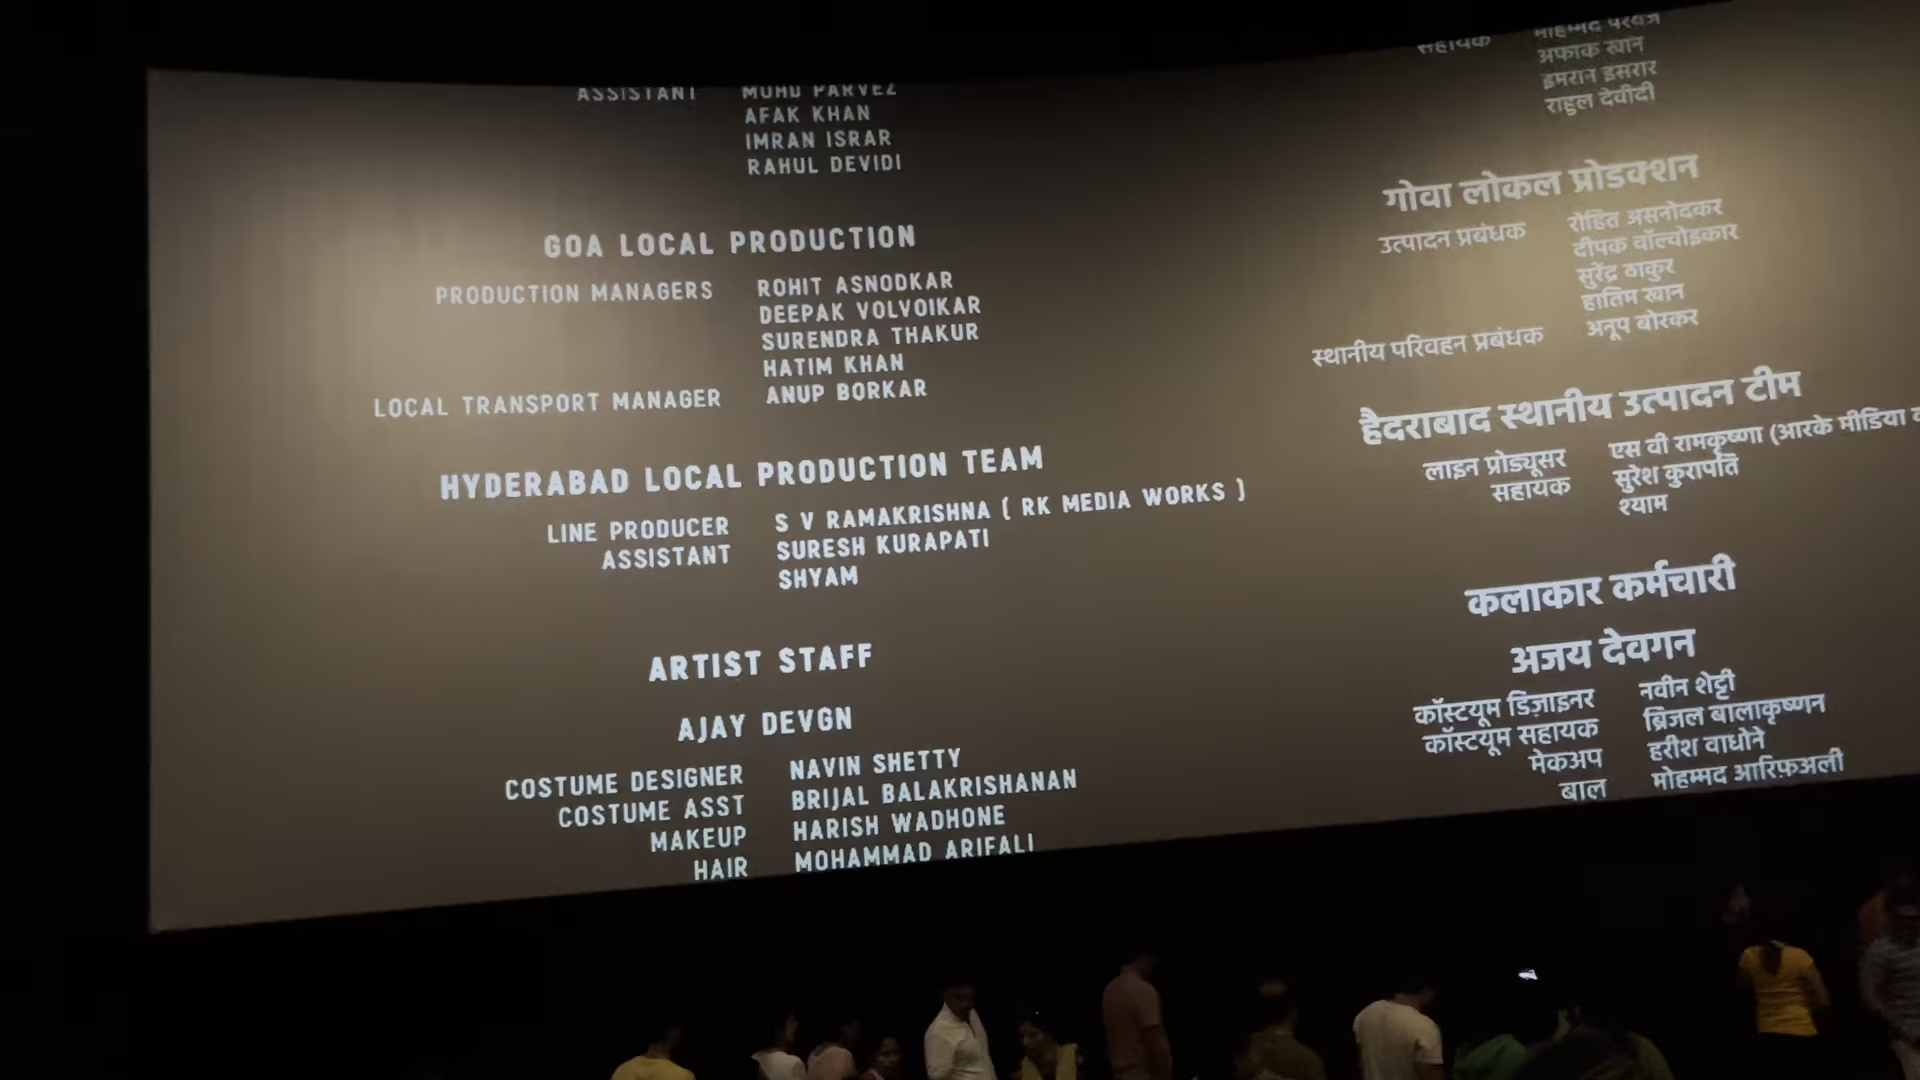 ASSISTANT MOHD PARVEZ
AFAK KHAN
IMRAN ISRAR
RAHUL DEVIDI
GOA LOCAL PRODUCTION
PRODUCTION MANAGERS ROHIT ASNODKAR
DEEPAK VOLVOIKAR
SURENDRA THAKUR
HATIM KHAN
LOCAL TRANSPORT MANAGER ANUP BORKAR
HYDERABAD LOCAL PRODUCTION TEAM
LINE PRODUCER S V RAMAKRISHNA ( RK MEDIA WORKS )
ASSISTANT SURESH KURAPATI
SHYAM
ARTIST STAFF
AJAY DEVGN
COSTUME DESIGNER NAVIN SHETTY
COSTUME ASST BRIJAL BALAKRISHANAN
MAKEUP HARISH WADHONE
HAIR MOHAMMAD ARIFALI
सहायक मोहम्मद परवेज
अफाक खान
इमरान इसरार
राहुल देवीदी
गोवा लोकल प्रोडक्शन
उत्पादन प्रबंधक रोहित असनोदकर
दीपक वॉल्वोइकार
सुरेंद्र ठाकुर
हातिम खान
स्थानीय परिवहन प्रबंधक अनूप बोरकर
हैदराबाद स्थानीय उत्पादन टीम
लाइन प्रोड्यूसर एस वी रामकृष्णा (आरके मीडिया
सहायक सुरेश कुरापति
श्याम
कलाकार कर्मचारी
अजय देवगन
कॉस्टयूम डिज़ाइनर नवीन शेट्टी
कॉस्टयूम सहायक ब्रिजल बालाकृष्णन
मेकअप हरीश वाधोने
बाल मोहम्मद आरिफ़अली